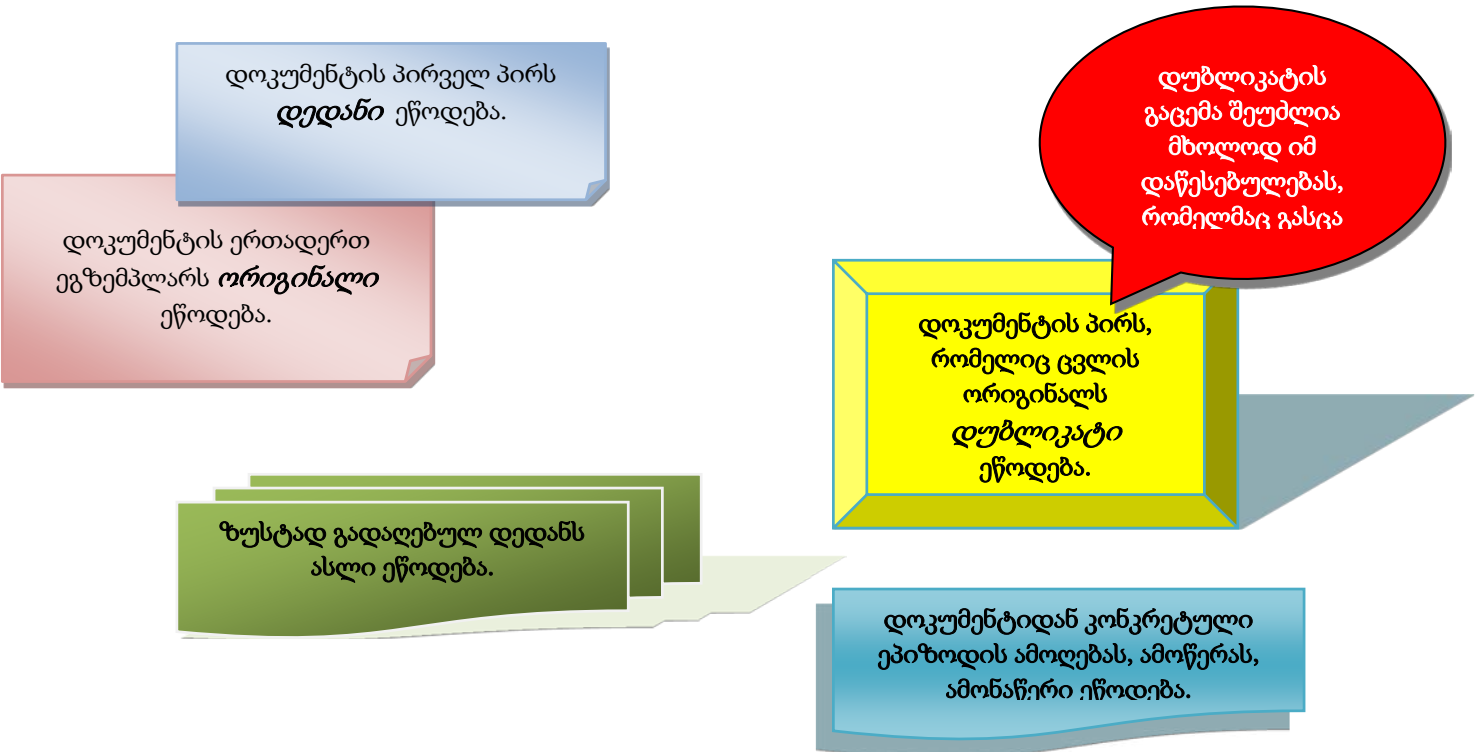 დოკუმენტის პირველ პირს
დედანი ეწოდება.
დოკუმენტის ერთადერთ
ეგზემპლარს ორიგინალი
ეწოდება.
დუბლიკატის
გაცემა შეუძლია
მხოლოდ იმ
დაწესებულებას,
რომელმაც გასცა
დოკუმენტის პირს,
რომელიც ცვლის
ორიგინალს
დუბლიკატი
ეწოდება.
ზუსტად გადაღებულ დედანს
ასლი ეწოდება.
დოკუმენტიდან კონკრეტული
ეპიზოდის ამოღებას, ამოწერას,
ამონაწერი ეწოდება.